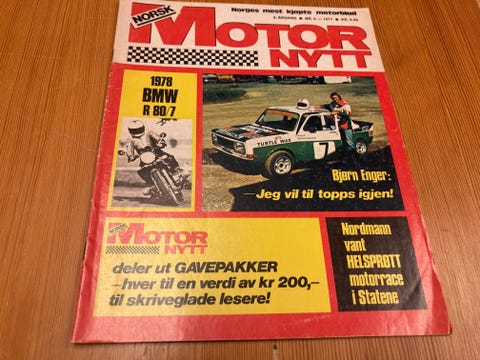 NORSK
MOTOR
NYTT
Norges mest kjøpte motorblad
1978
BMW
R 80/7
TURTLE WAX
7
Bjørn Enger:
—Jeg vil til topps igjen!
NORSK
MOTOR
NYTT
deler ut GAVEPAKKER
—hver til en verdi av kr 200,—
til skriveglade lesere!
Nordmann
vant
HELSPRØTT
motorrace
i Statene